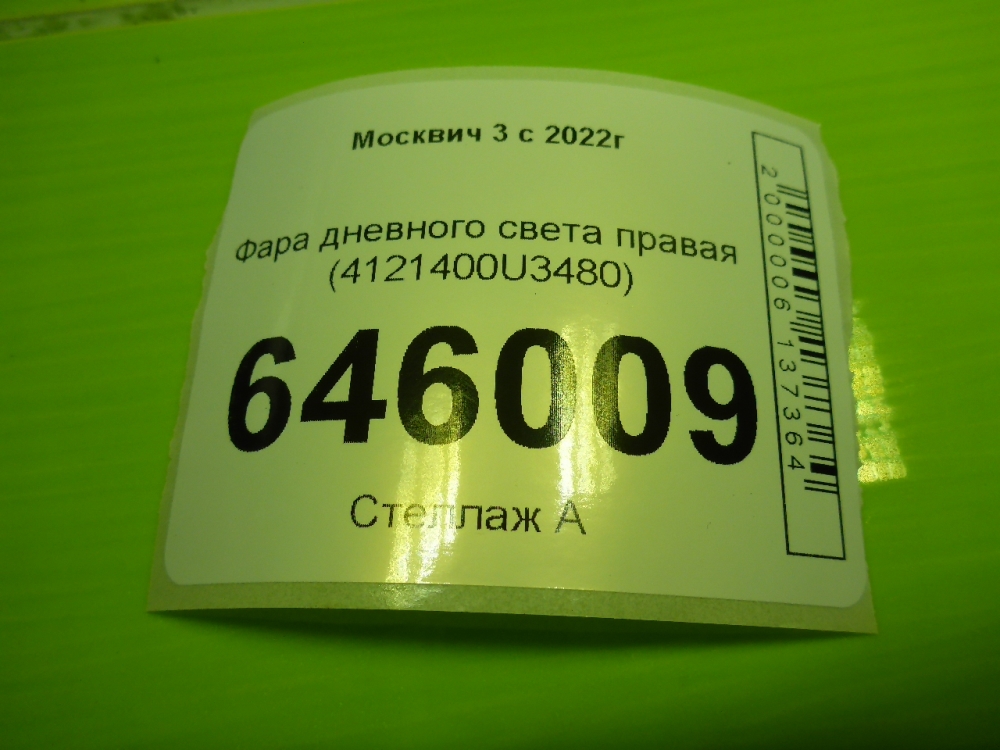 Москвич 3 с 2022г
Фара дневного света правая
(4121400U3480)
646009
Стеллаж А
2000006137364